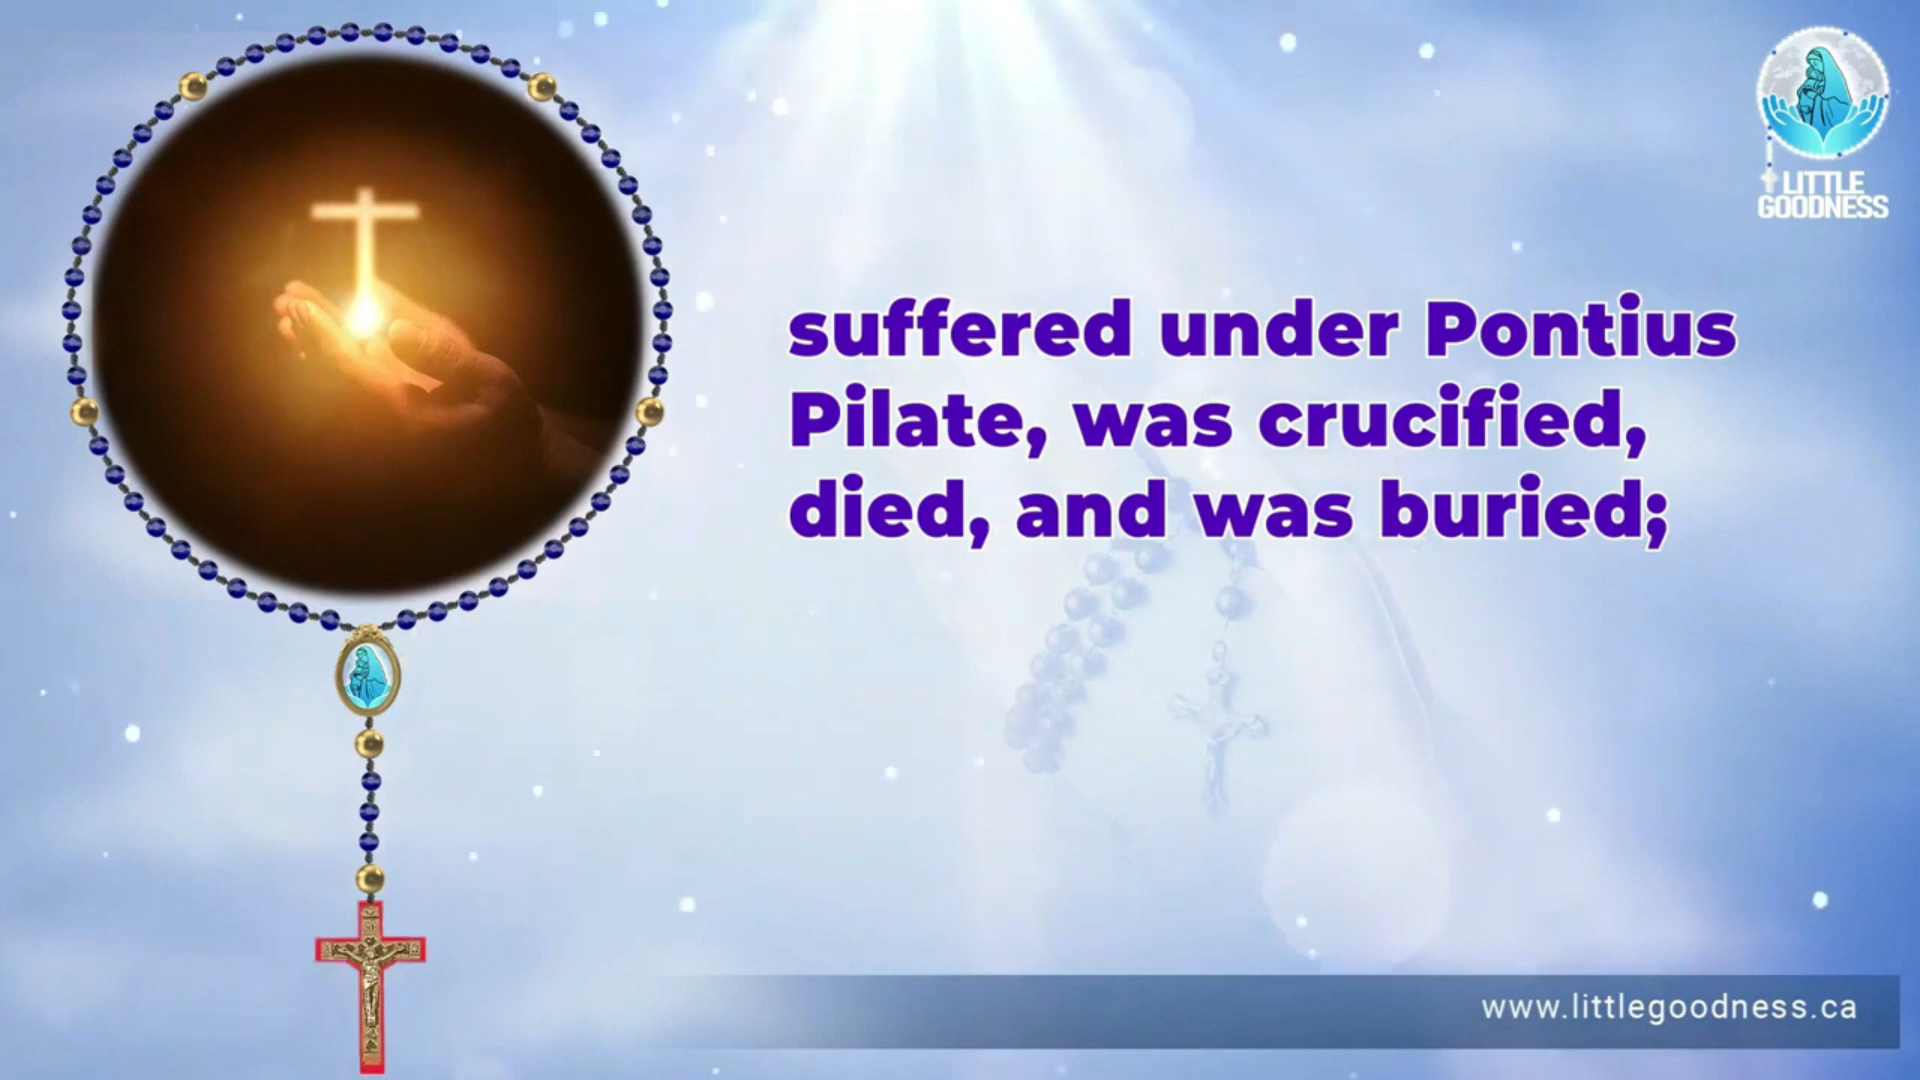 LITTLE
GOODNESS
suffered under Pontius
Pilate, was crucified,
died, and was buried;
www.littlegoodness.ca